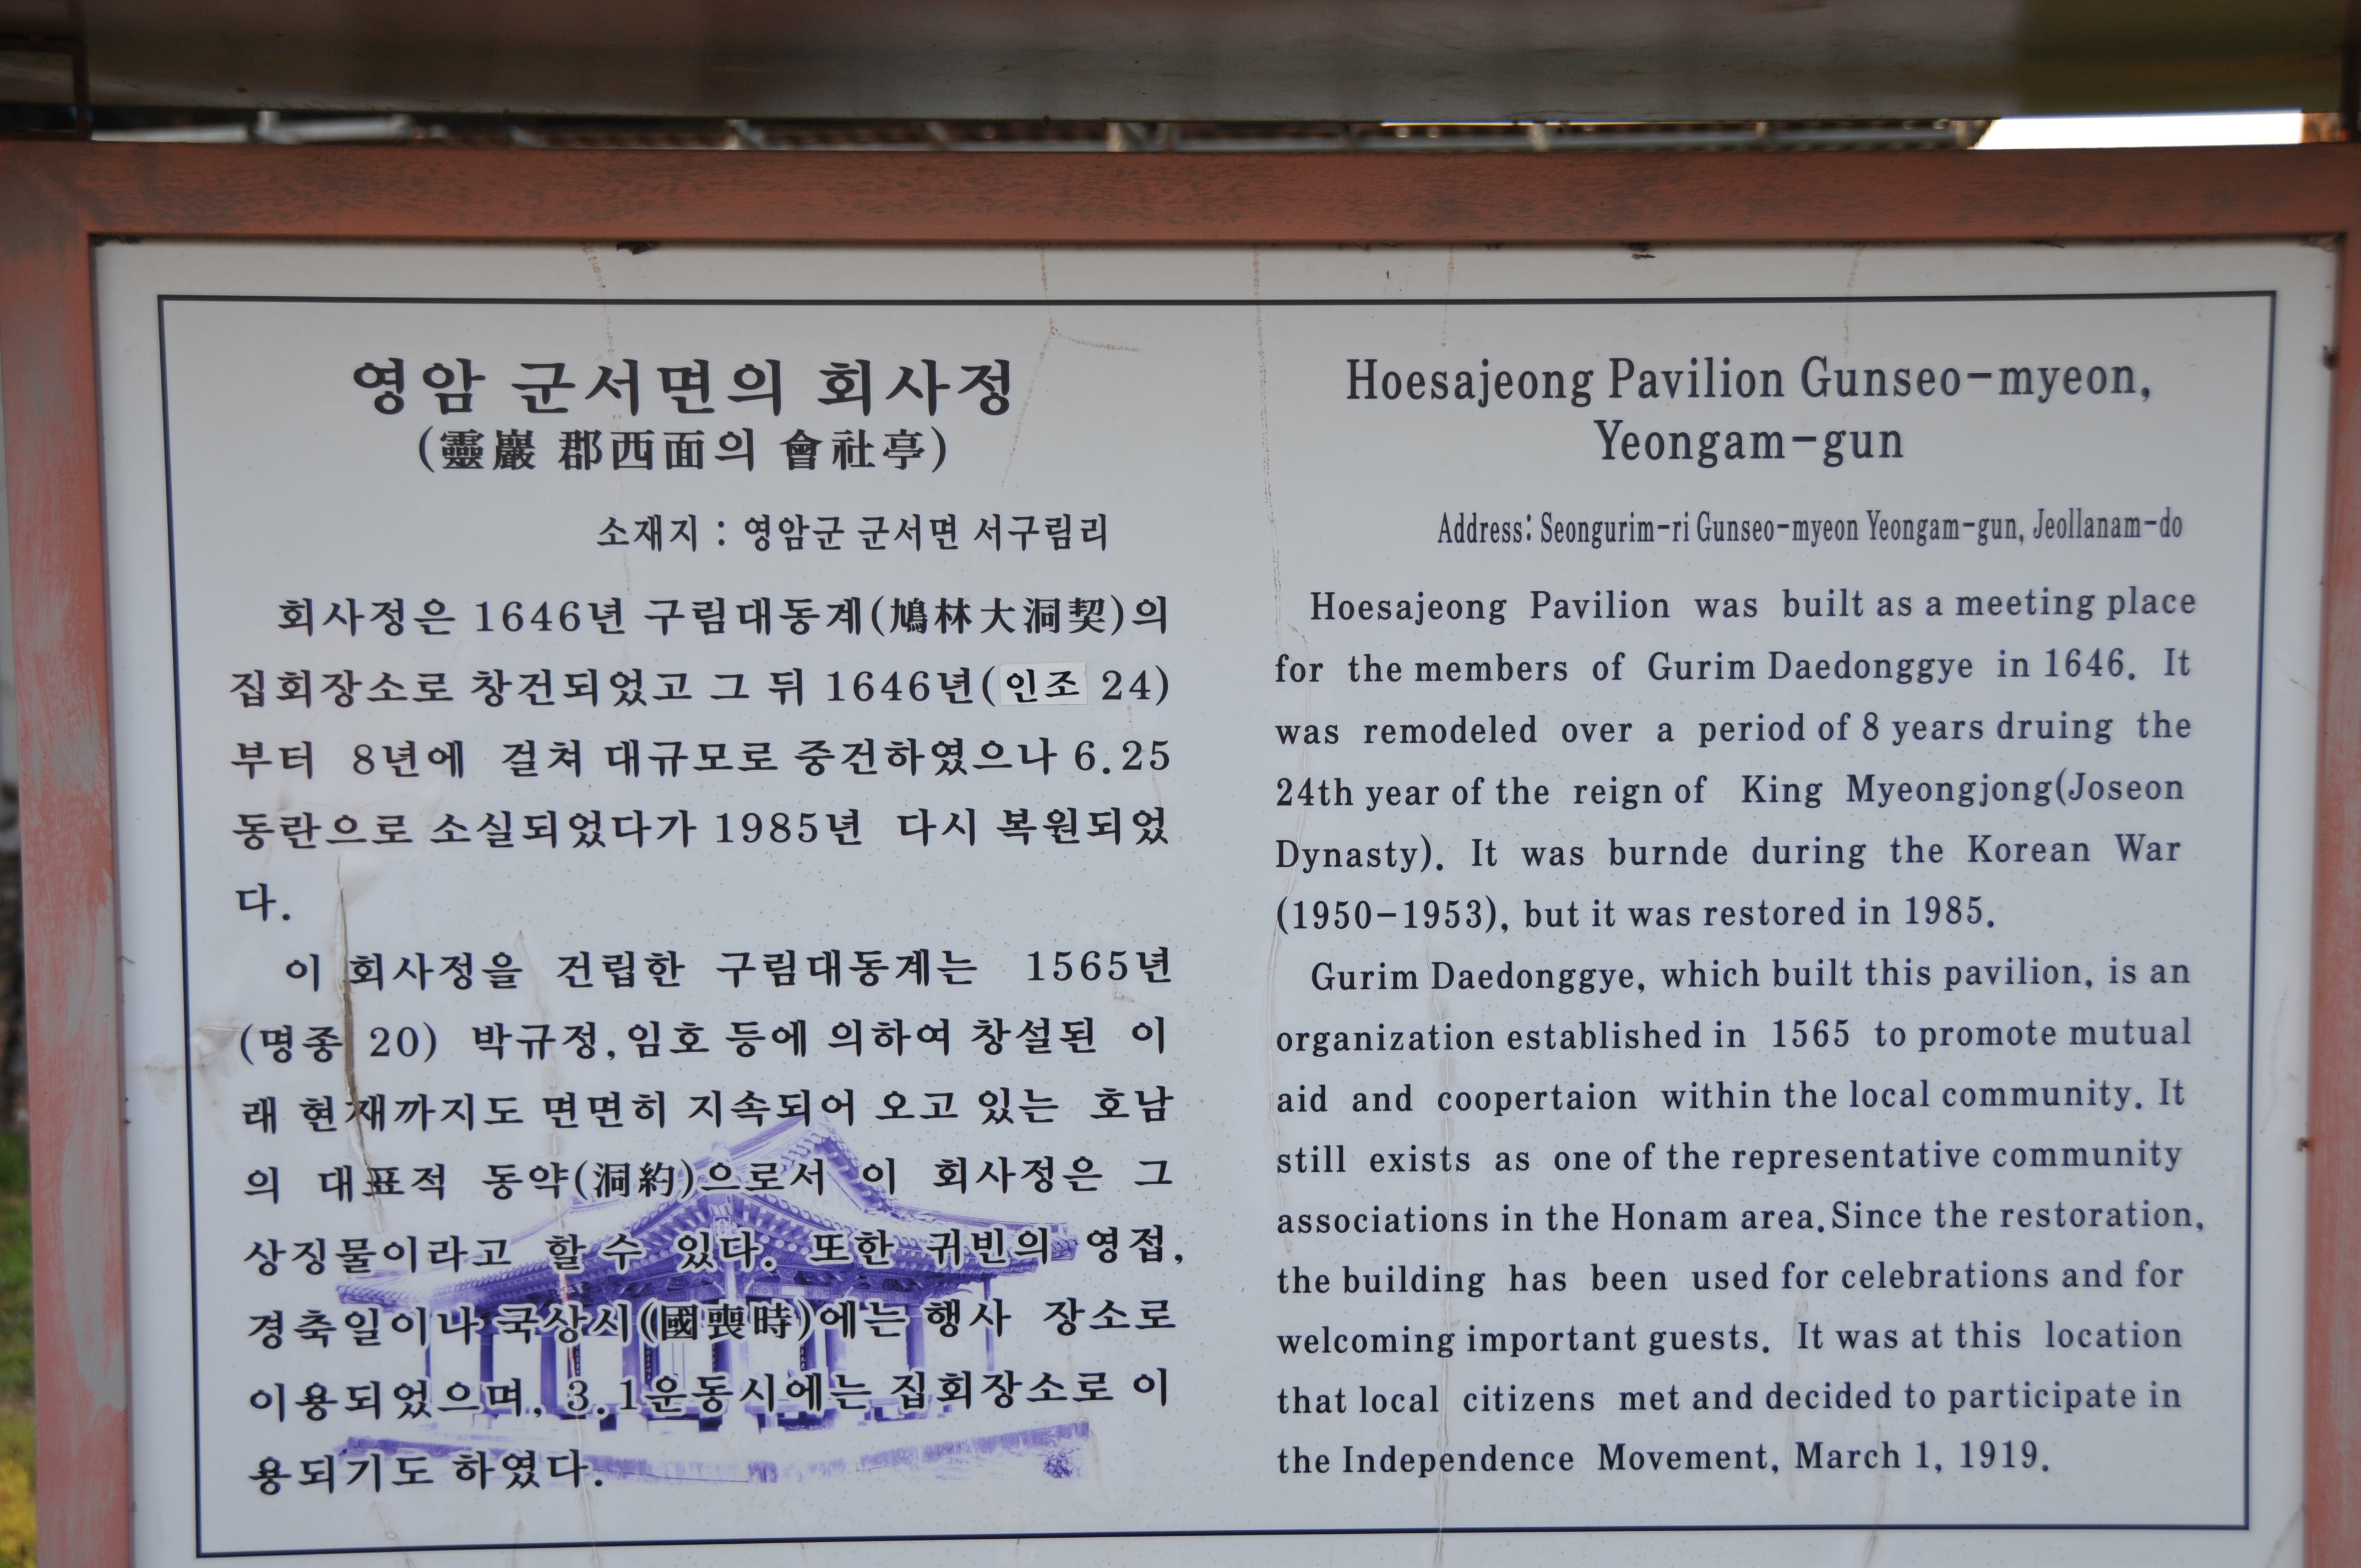 영암 군서면의 회사정
(靈巖 郡西面의 會社亭)
소재지 : 영암군 군서면 서구림리
회사정은 1646년 구림대동계(鳩林大洞契)의
집회장소로 창건되었고 그 뒤 1646년(인조 24)
부터 8년에 걸쳐 대규모로 중건하였으나 6.25
동란으로 소실되었다가 1985년 다시 복원되었
다.
이 회사정을 건립한 구림대동계는 1565년
(명종 20) 박규정,임호 등에 의하여 창설된 이
래 현재까지도 면면히 지속되어 오고 있는 호남
의 대표적 동약(洞約)으로서 이 회사정은 그
상징물이라고 할 수 있다. 또한 귀빈의 영접,
경축일이나 국상시(國喪時)에는 행사 장소로
이용되었으며, 3.1운동시에는 집회장소로 이
용되기도 하였다.
Hoesajeong Pavilion Gunseo-myeon,
Yeongam-gun
Address: Seongurim-ri Gunseo-myeon Yeongam-gun, Jeollanam-do
Hoesajeong Pavilion was built as a meeting place
for the members of Gurim Daedonggye in 1646. It
was remodeled over a period of 8 years druing the
24th year of the reign of King Myeongjong(Joseon
Dynasty). It was burnde during the Korean War
(1950-1953), but it was restored in 1985.
Gurim Daedonggye, which built this pavilion, is an
organization established in 1565 to promote mutual
aid and coopertaion within the local community. It
still exists as one of the representative community
associations in the Honam area.Since the restoration,
the building has been used for celebrations and for
welcoming important guests. It was at this location
that local citizens met and decided to participate in
the Independence Movement, March 1, 1919.